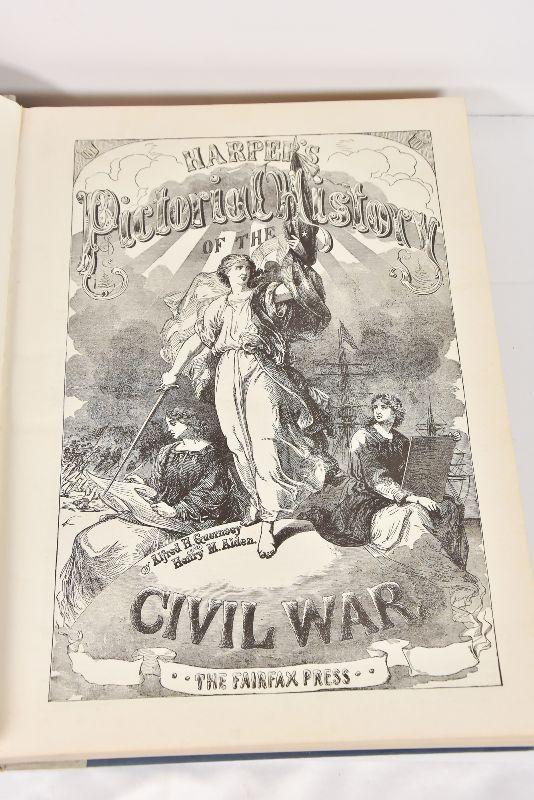 HARPER'S
Pictorial History
OF THE
by Alfred H. Guernsey
Henry M. Alden.
CIVIL WAR
THE FAIRFAX PRESS